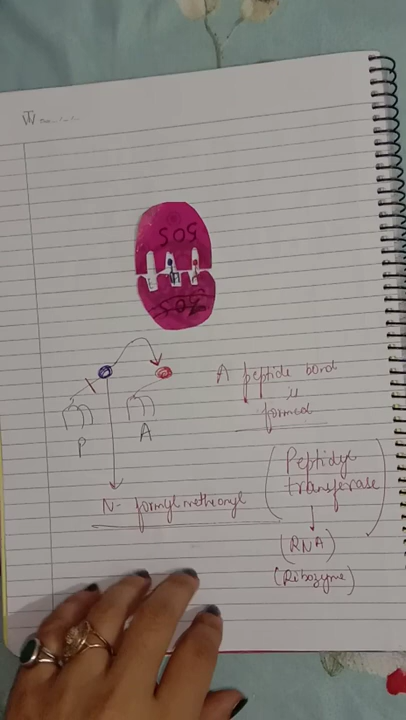 50S
30S
A peptide bond
is
formed
P
A
N- formylmethionyl
(Peptidyl
transferase)
(RNA)
(Ribozyme)